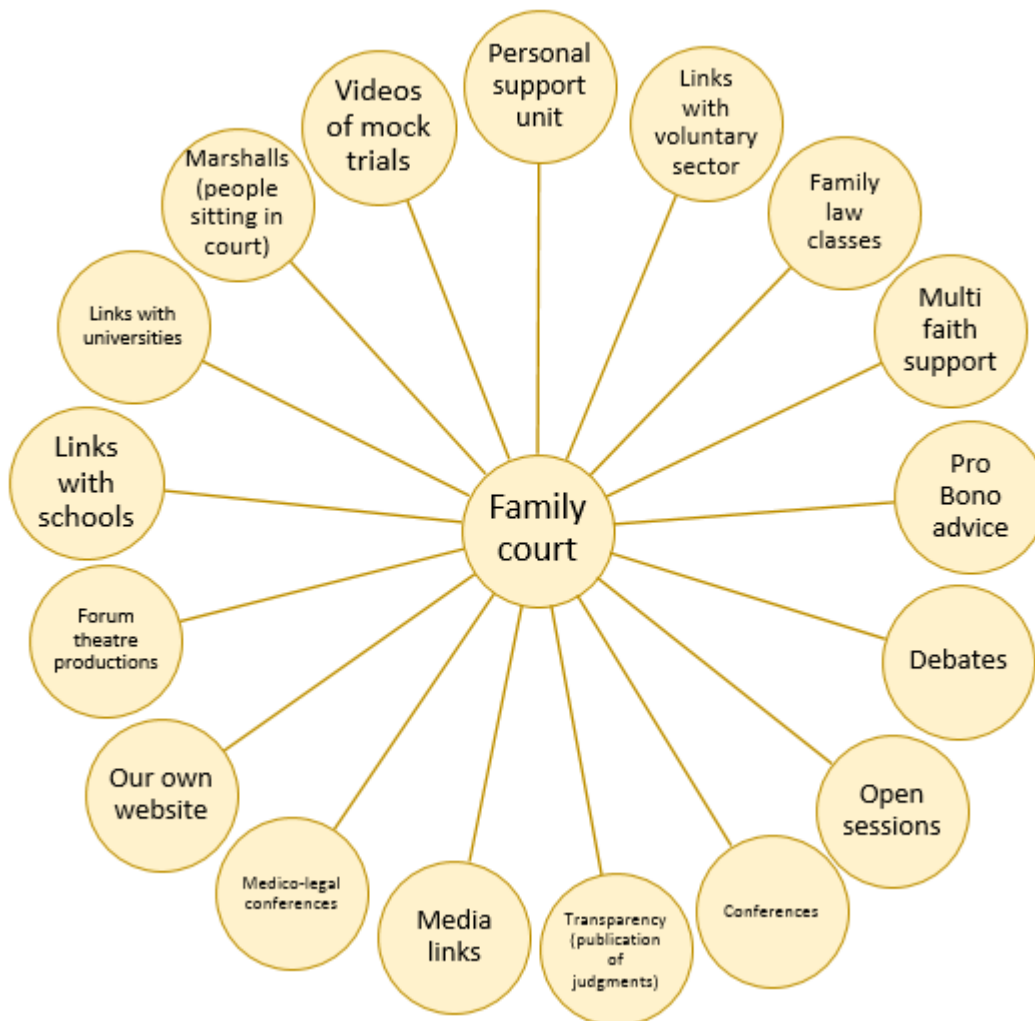 Personal
support
unit
Links
with
voluntary
sector
Family
law
classes
Multi
faith
support
Pro
Bono
advice
Debates
Open
sessions
Conferences
Transparency
(publication
of
judgments)
Media
links
Medico-legal
conferences
Our own
website
Forum
theatre
productions
Links
with
schools
Links with
universities
Marshalls
(people
sitting in
court)
Videos
of mock
trials
Family
court